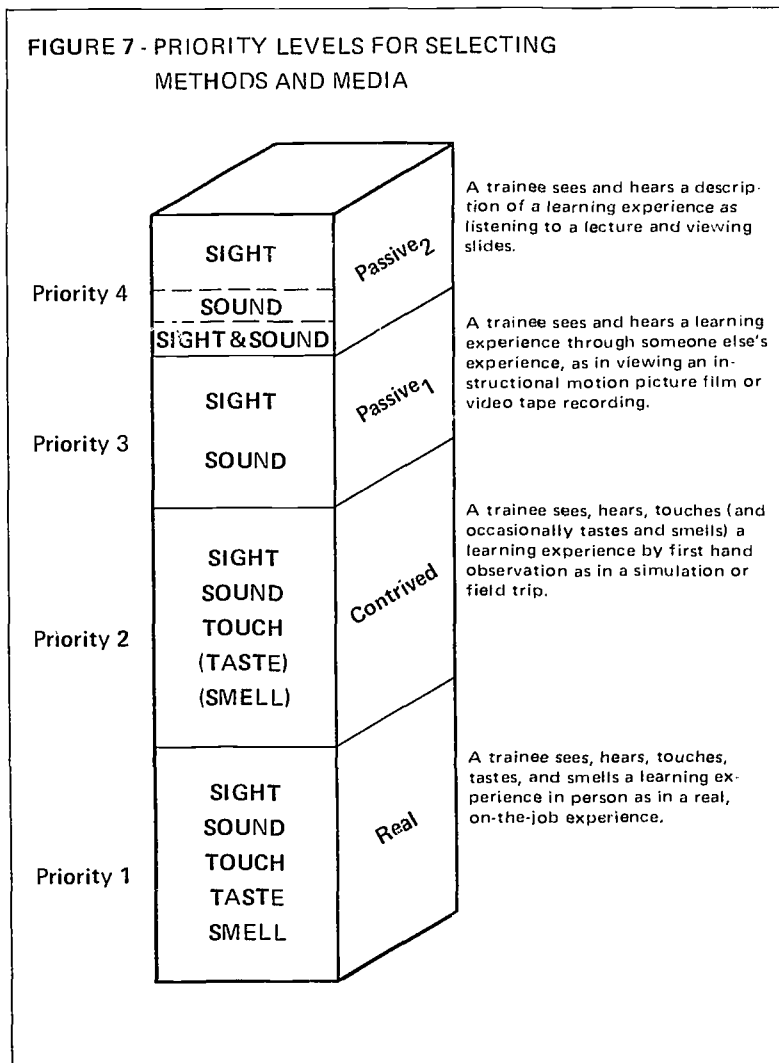 FIGURE 7 - PRIORITY LEVELS FOR SELECTING
METHODS AND MEDIA
Priority 4
SIGHT
SOUND
SIGHT & SOUND
Passive2
A trainee sees and hears a descrip-
tion of a learning experience as
listening to a lecture and viewing
slides.
Priority 3
SIGHT
SOUND
Passive1
A trainee sees and hears a learning
experience through someone else's
experience, as in viewing an in-
structional motion picture film or
video tape recording.
Priority 2
SIGHT
SOUND
TOUCH
(TASTE)
(SMELL)
Contrived
A trainee sees, hears, touches (and
occasionally tastes and smells) a
learning experience by first hand
observation as in a simulation or
field trip.
Priority 1
SIGHT
SOUND
TOUCH
TASTE
SMELL
Real
A trainee sees, hears, touches,
tastes, and smells a learning ex-
perience in person as in a real,
on-the-job experience.